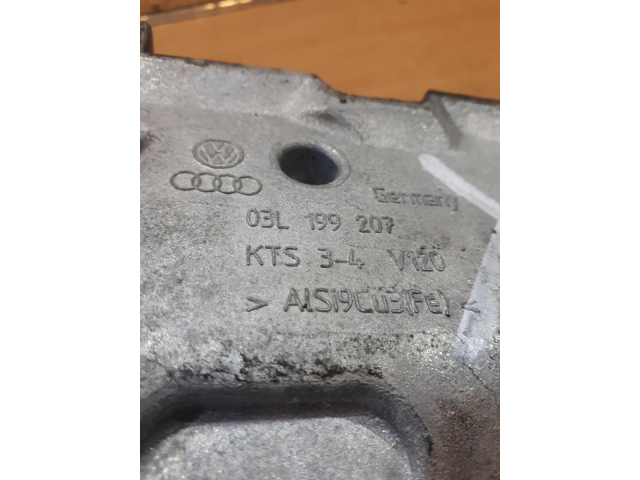 Germany
03L 199 207
KTS 3-4 V120
> AlSi9Cu3(Fe) <